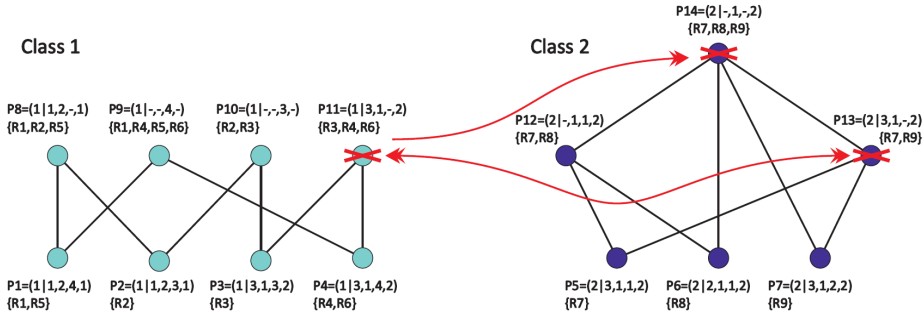 P14=(2|-,1,-,2)
{R7,R8,R9}
Class 1
Class 2
P8=(1|1,2,-,1)
{R1,R2,R5}
P9=(1|-,-,4,-)
{R1,R4,R5,R6}
P10=(1|-,-,3,-)
{R2,R3}
P11=(1|3,1,-,2)
{R3,R4,R6}
P12=(2|-,1,1,2)
{R7,R8}
P13=(2|3,1,-,2)
{R7,R9}
P1=(1|1,2,4,1)
{R1,R5}
P2=(1|1,2,3,1)
{R2}
P3=(1|3,1,3,2)
{R3}
P4=(1|3,1,4,2)
{R4,R6}
P5=(2|3,1,1,2)
{R7}
P6=(2|2,1,1,2)
{R8}
P7=(2|3,1,2,2)
{R9}